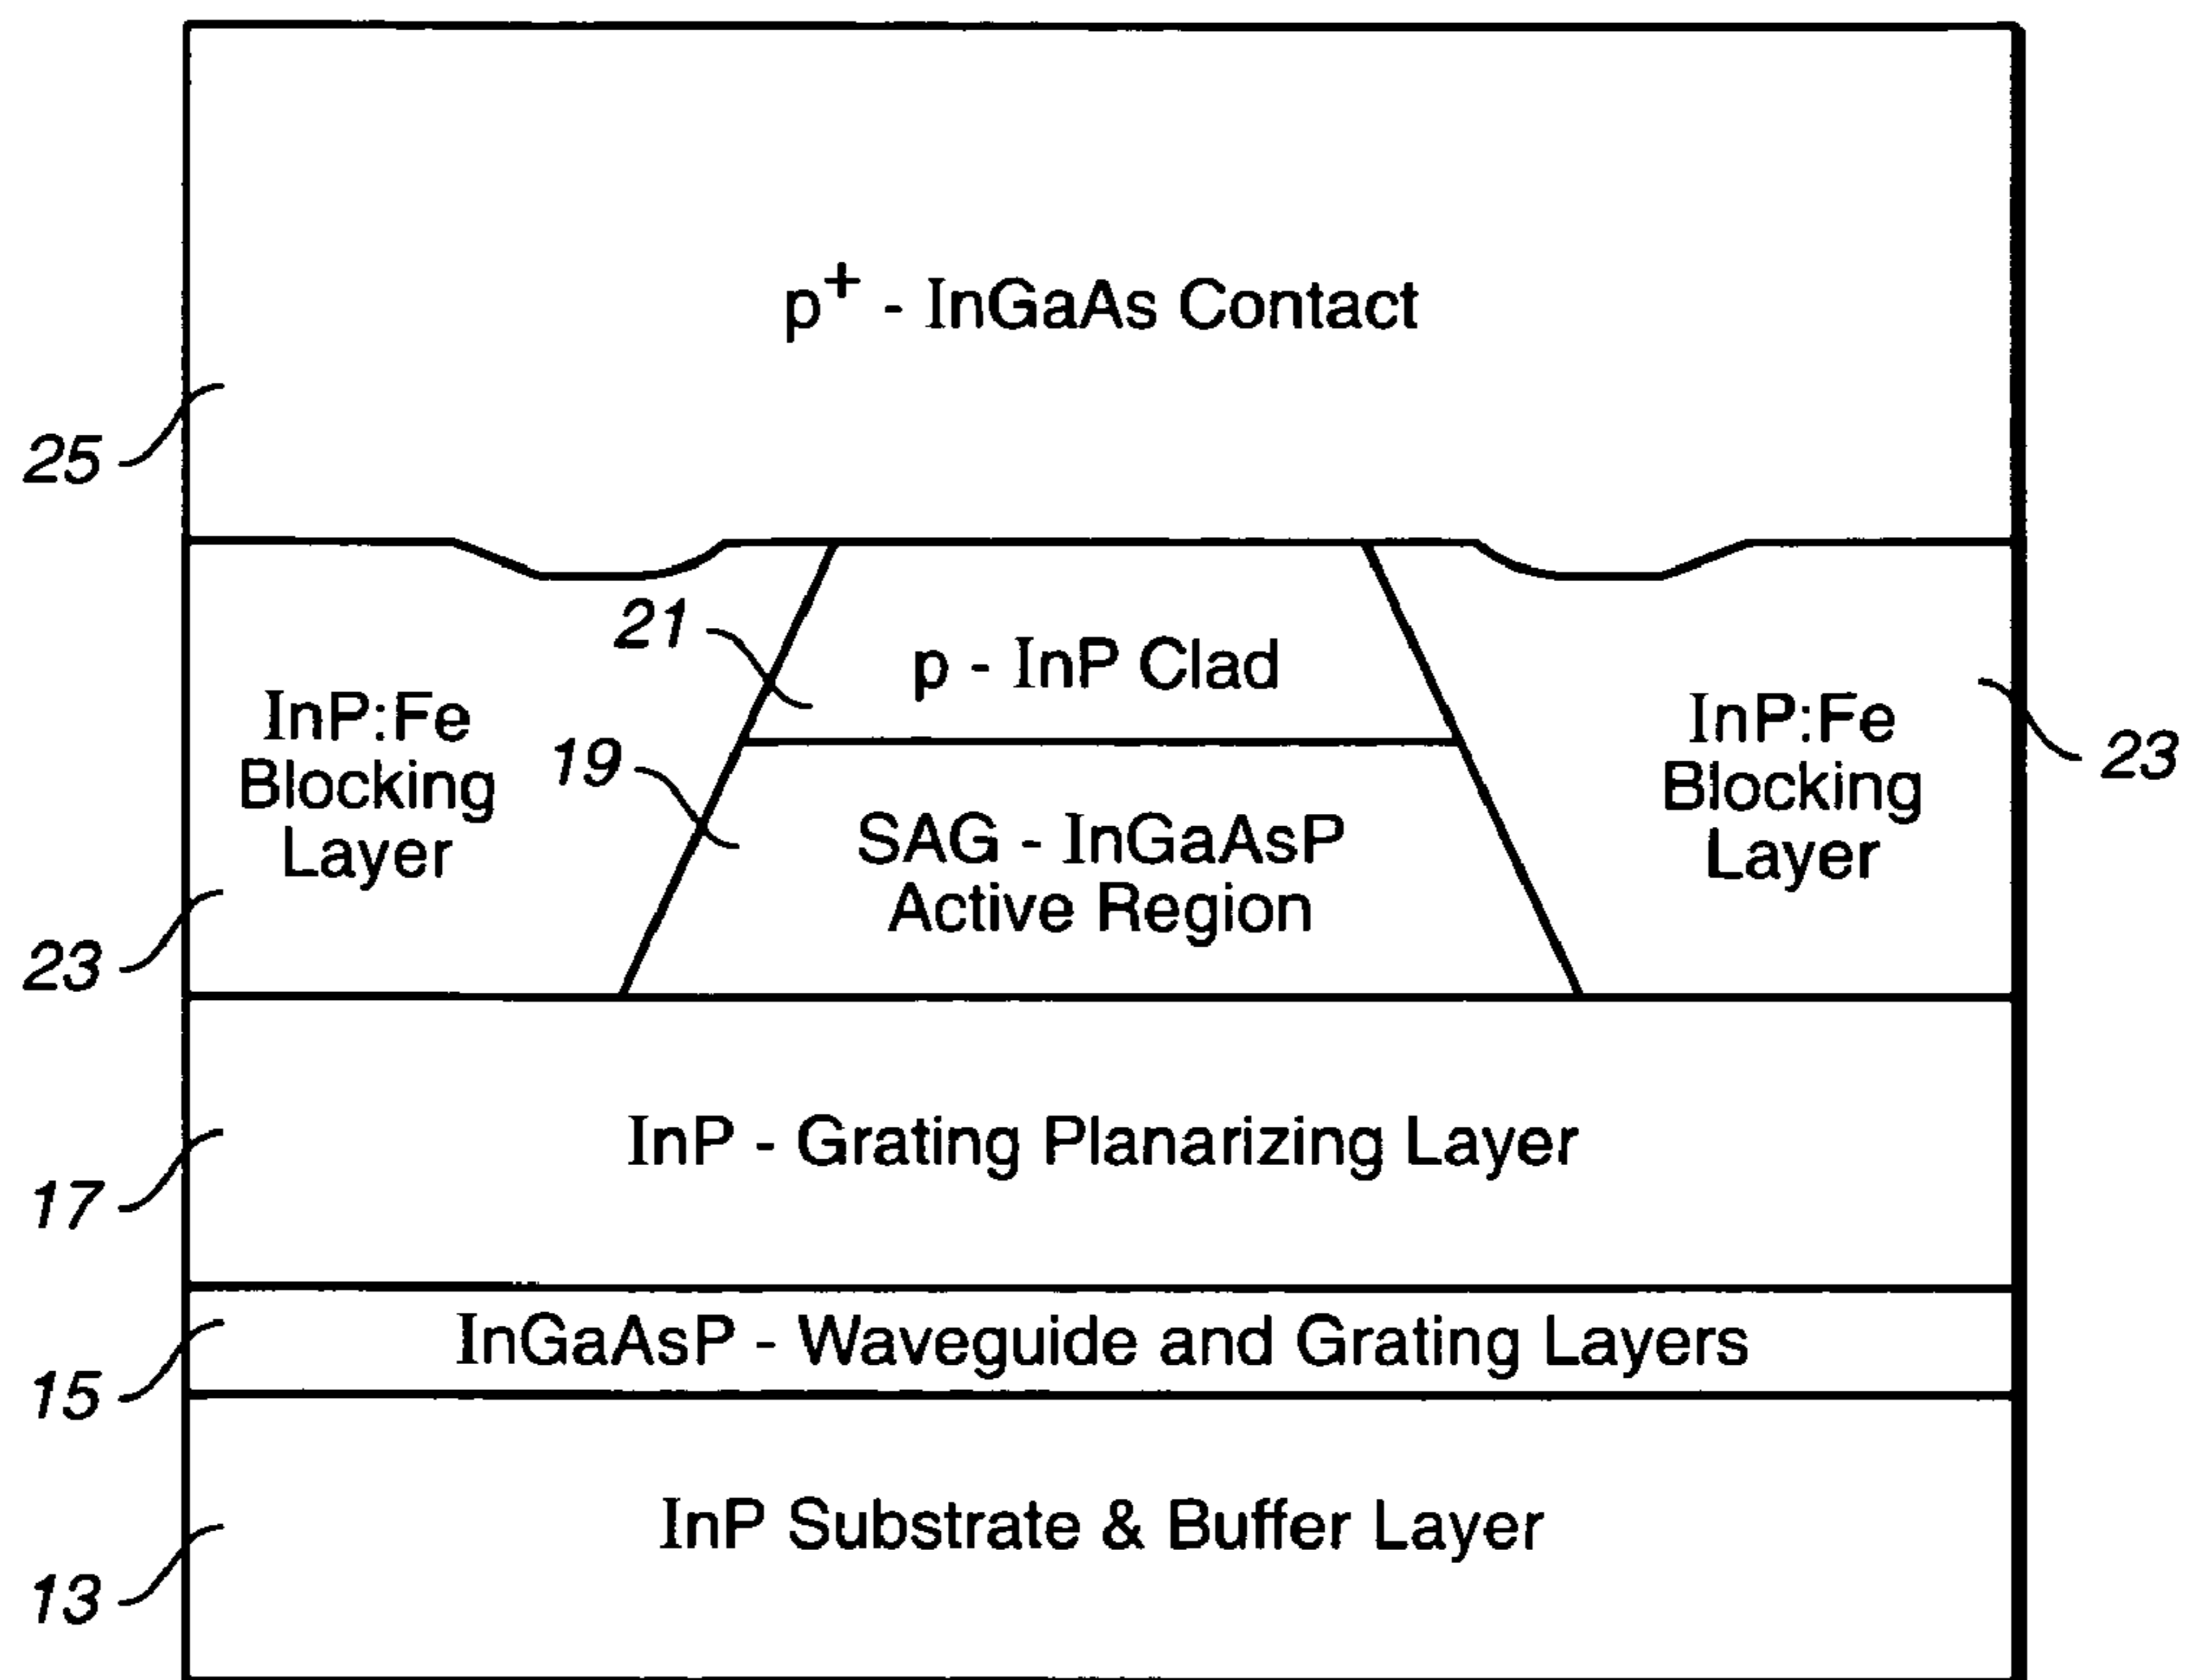 p+ - InGaAs Contact
25
21
p - InP Clad
InP:Fe
Blocking
Layer
19
SAG - InGaAsP
Active Region
InP:Fe
Blocking
Layer
23
23
InP - Grating Planarizing Layer
17
InGaAsP - Waveguide and Grating Layers
15
InP Substrate & Buffer Layer
13